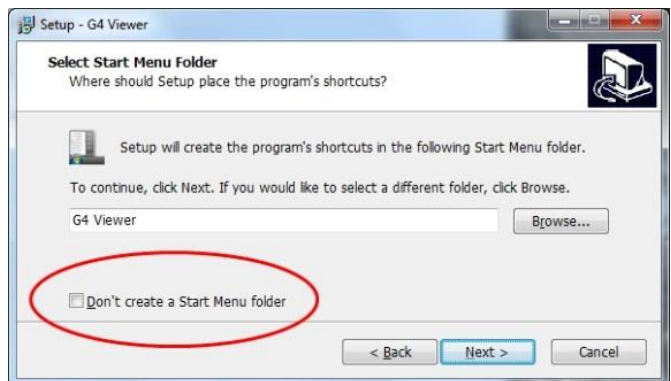 Setup - G4 Viewer
Select Start Menu Folder
Where should Setup place the program's shortcuts?
Setup will create the program's shortcuts in the following Start Menu folder.
To continue, click Next. If you would like to select a different folder, click Browse.
G4 Viewer
Browse...
Don't create a Start Menu folder
< Back
Next >
Cancel